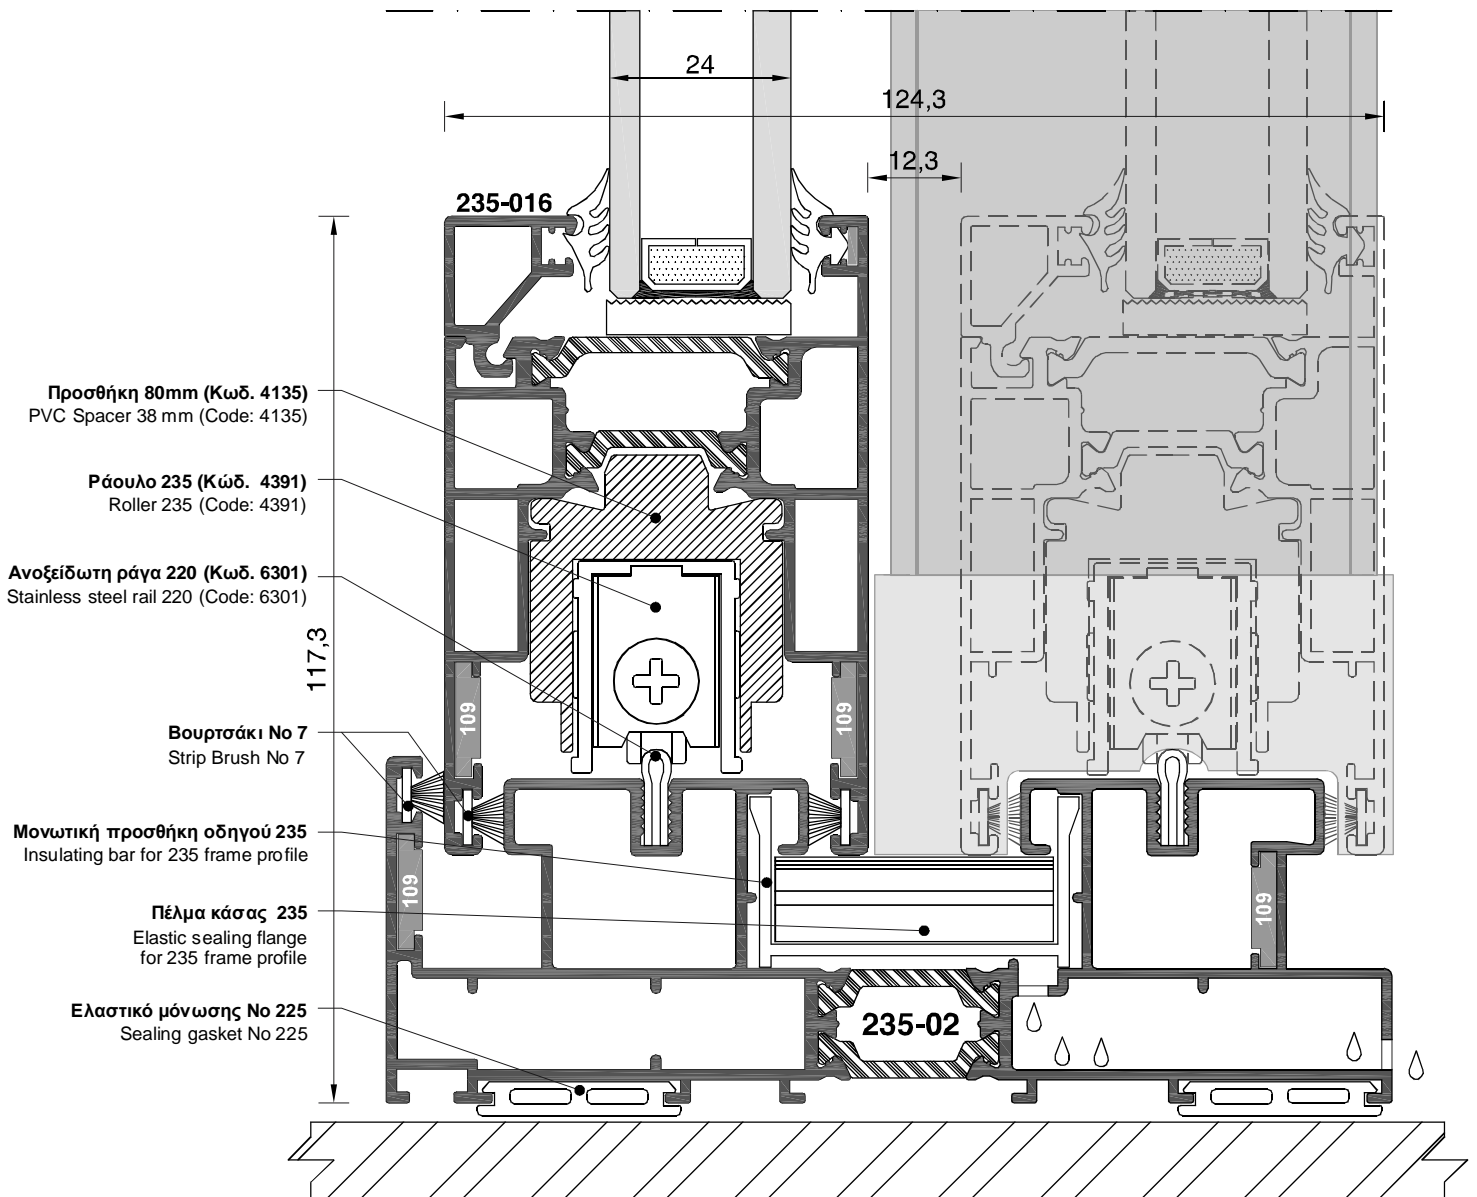 24
124,3
12,3
235-016
Προσθήκη 80mm (Κωδ. 4135)
PVC Spacer 38 mm (Code: 4135)
Ράουλο 235 (Κώδ. 4391)
Roller 235 (Code: 4391)
Ανοξείδωτη ράγα 220 (Κωδ. 6301)
Stainless steel rail 220 (Code: 6301)
117,3
109
109
Βουρτσάκι Νο 7
Strip Brush No 7
Μονωτική προσθήκη οδηγού 235
Insulating bar for 235 frame profile
109
109
Πέλμα κάσας 235
Elastic sealing flange
for 235 frame profile
Ελαστικό μόνωσης Νο 225
Sealing gasket No 225
235-02